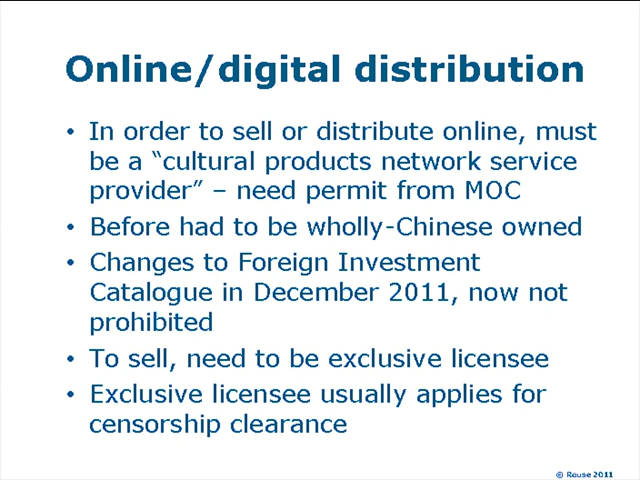 Online/digital distribution
• In order to sell or distribute online, must
be a “cultural products network service
provider” – need permit from MOC
• Before had to be wholly-Chinese owned
• Changes to Foreign Investment
Catalogue in December 2011, now not
prohibited
• To sell, need to be exclusive licensee
• Exclusive licensee usually applies for
censorship clearance
© Rouse 2011